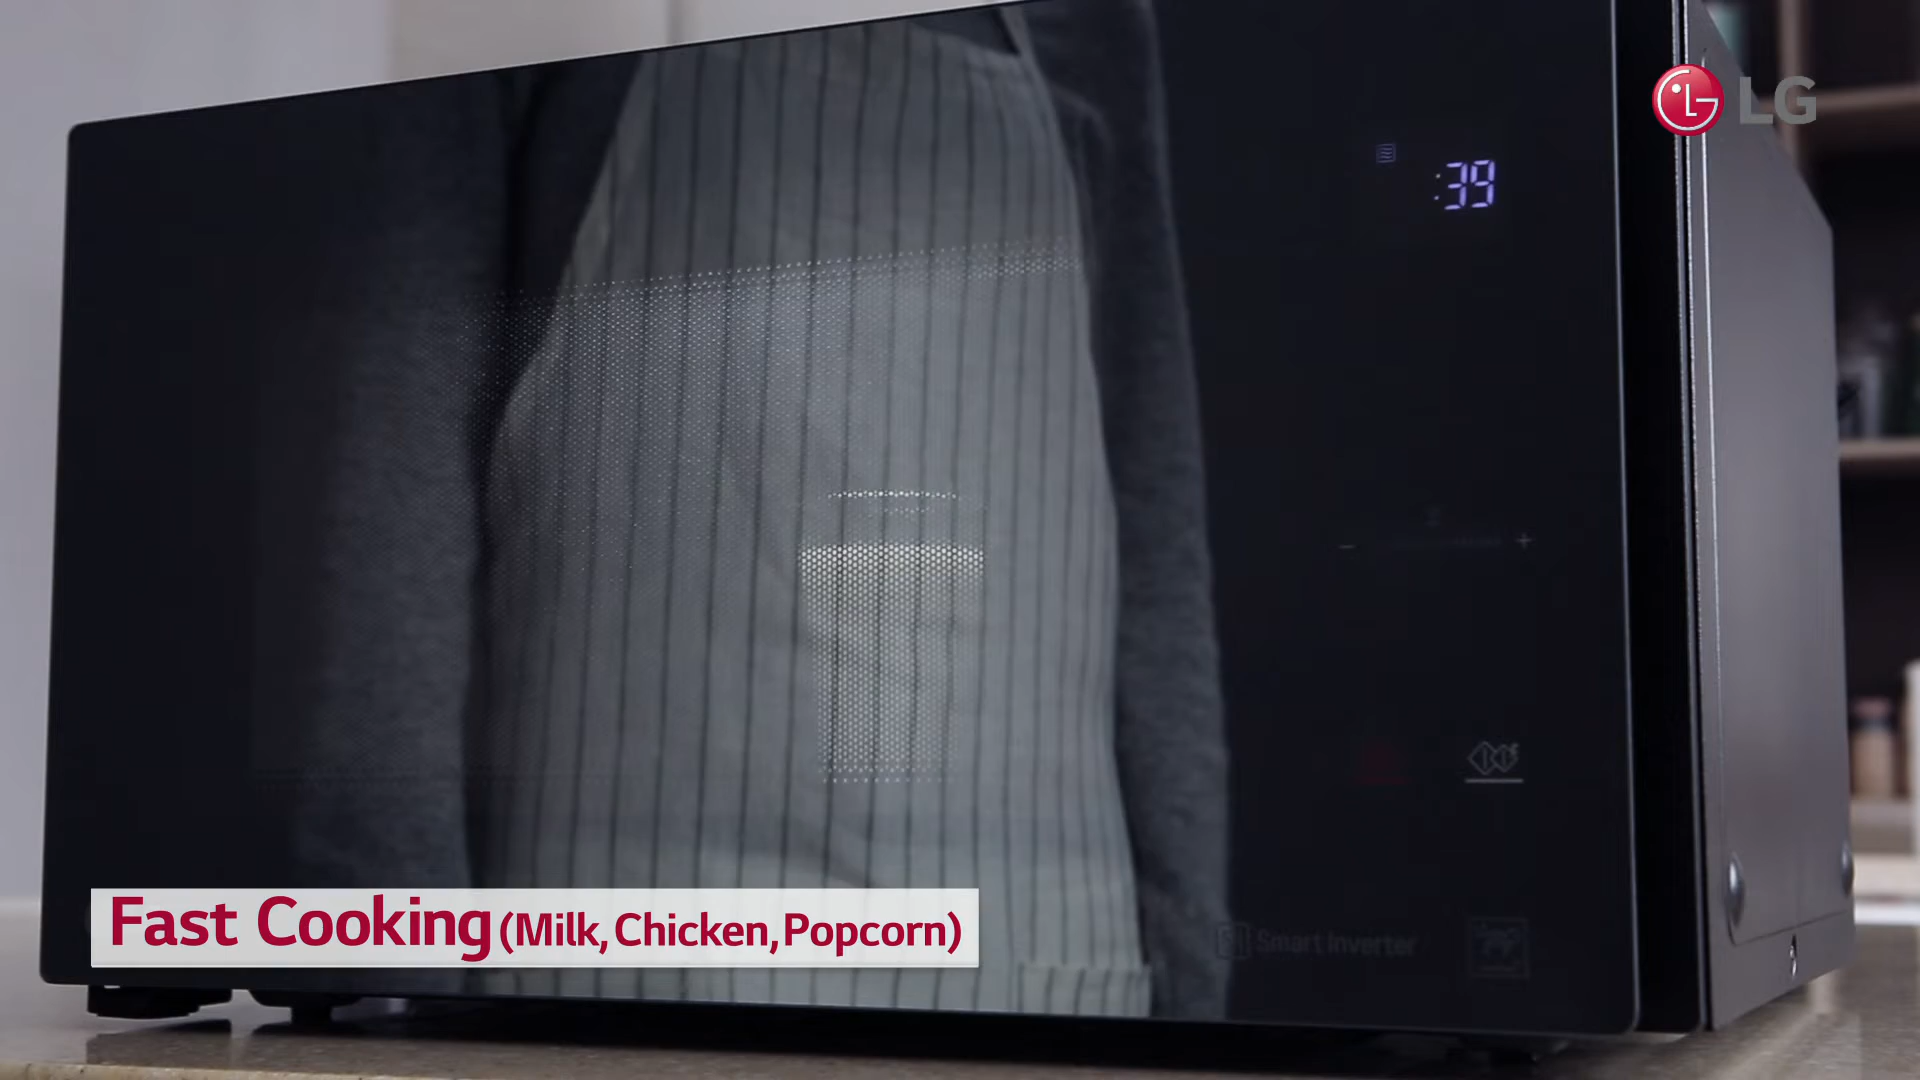 LG
:39
– +
Smart Inverter
Fast Cooking (Milk, Chicken, Popcorn)